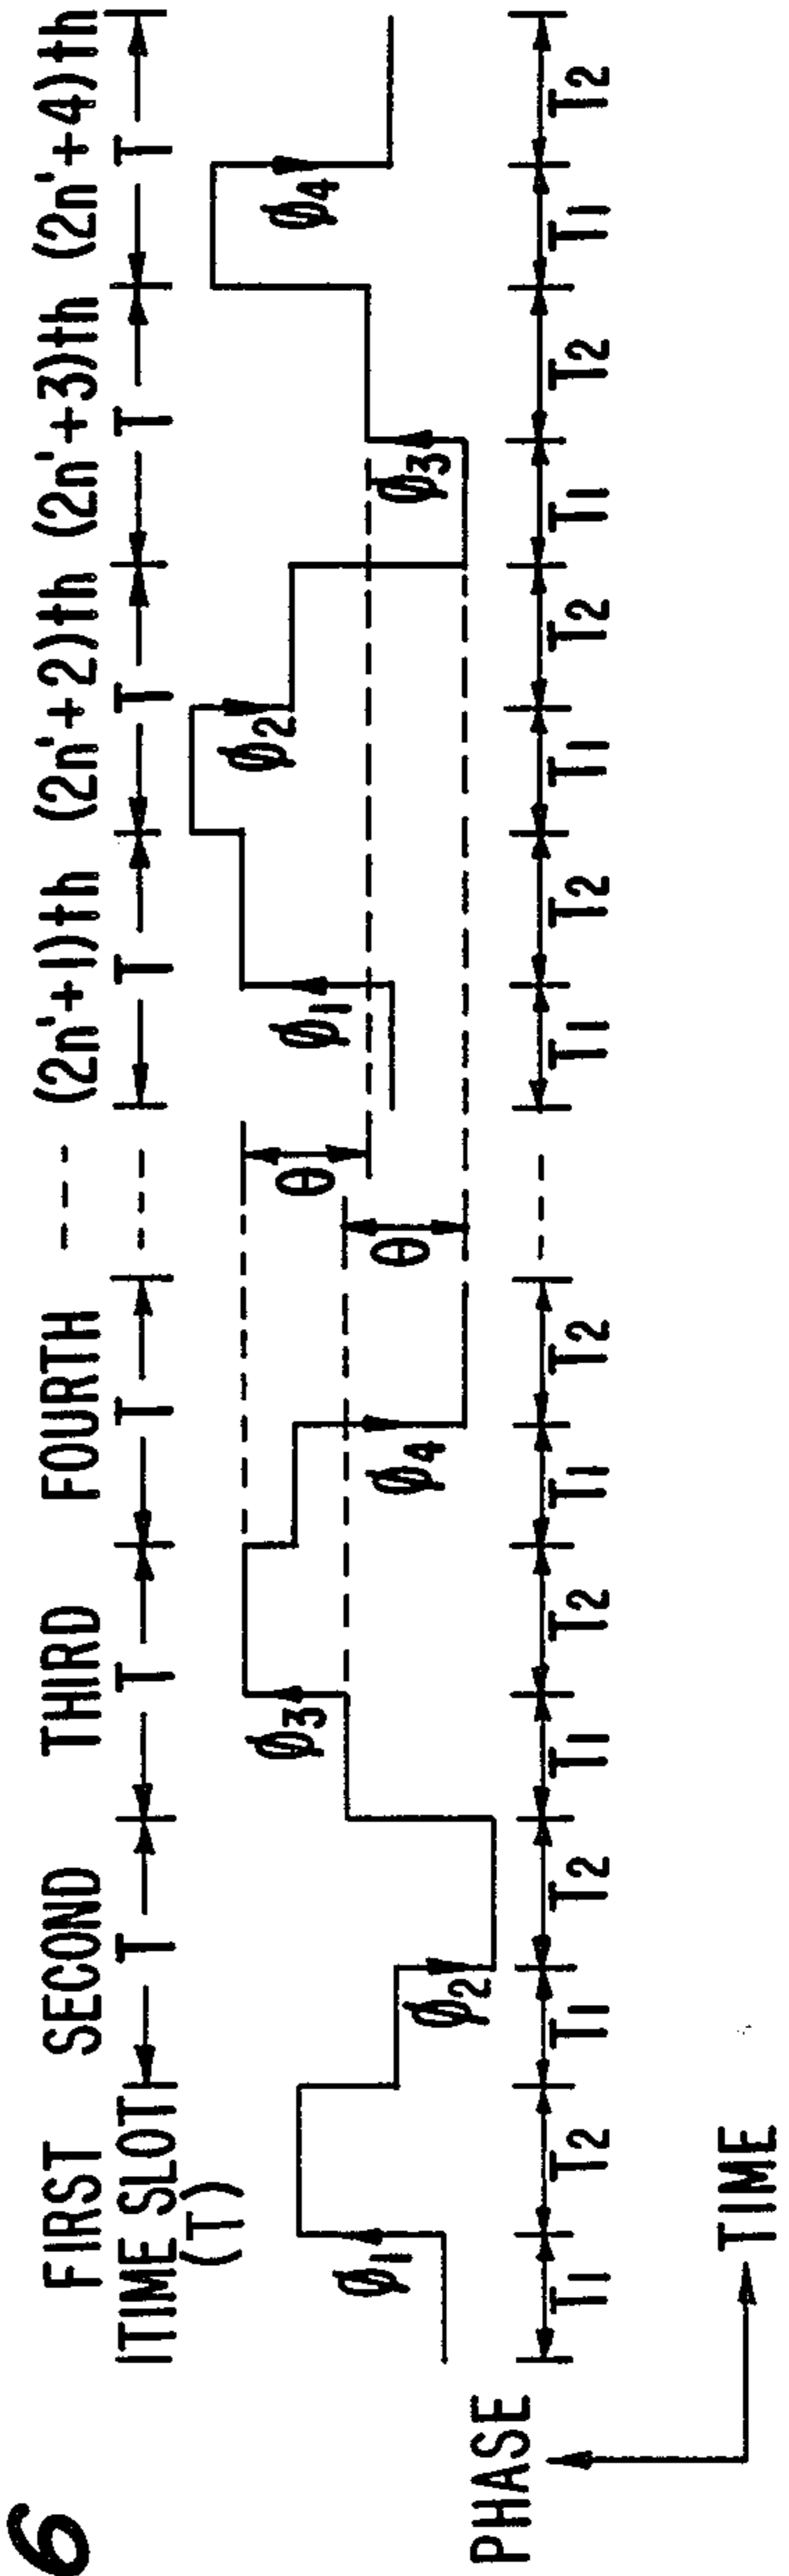 6
FIRST SECOND THIRD FOURTH --- (2n'+1)th (2n'+2)th (2n'+3)th (2n'+4)th
TIME SLOT T T T --- T T T T
(T)
ϕ1 ϕ2 ϕ3 ϕ4 θ θ ϕ1 ϕ2 ϕ3 ϕ4
PHASE
T1 T2 T1 T2 T1 T2 T1 T2 --- T1 T2 T1 T2 T1 T2 T1 T2
TIME